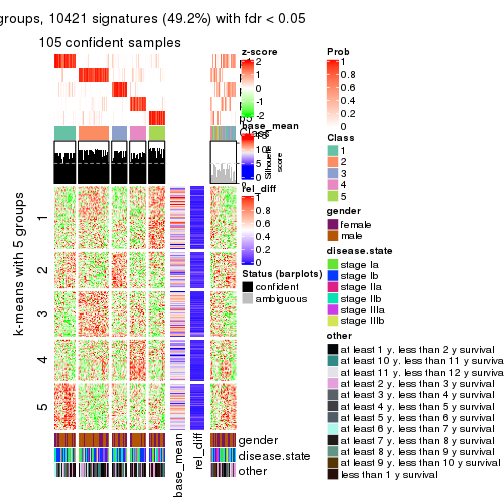 groups, 10421 signatures (49.2%) with fdr < 0.05
105 confident samples
z-score
2
1
0
-1
-2
base_mean
15
10
5
0
Silhouette
score
rel_diff
1
0.8
0.6
0.4
0.2
0
Status (barplots)
confident
ambiguous
Prob
1
0.8
0.6
0.4
0.2
0
Class
1
2
3
4
5
gender
female
male
disease.state
stage Ia
stage Ib
stage IIa
stage IIb
stage IIIa
stage IIIb
other
at least 1 y. less than 2 y survival
at least 10 y. less than 11 y surviva
at least 11 y. less than 12 y surviva
at least 2 y. less than 3 y survival
at least 3 y. less than 4 y survival
at least 4 y. less than 5 y survival
at least 5 y. less than 6 y survival
at least 6 y. less than 7 y survival
at least 7 y. less than 8 y survival
at least 8 y. less than 9 y survival
at least 9 y. less than 10 y survival
less than 1 y survival
k-means with 5 groups
1
2
3
4
5
gender
disease.state
other
base_mean
rel_diff